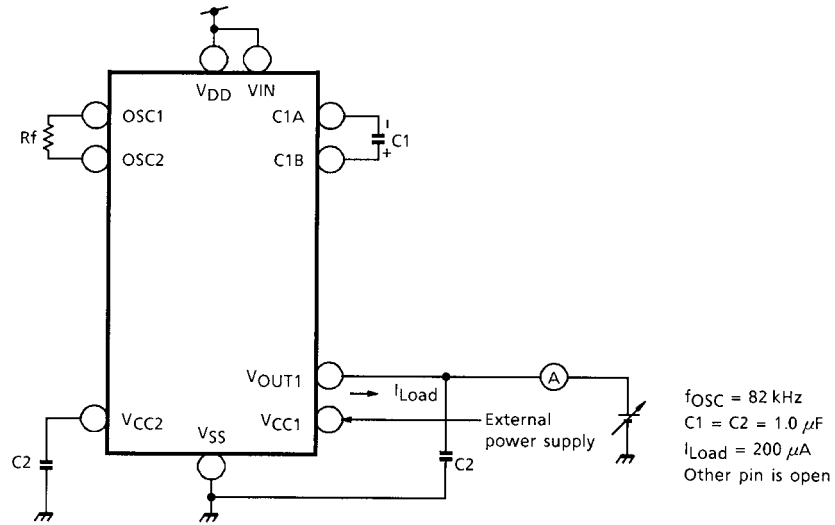 VDD VIN
OSC1
C1A
Rf
C1
OSC2
C1B
+
VOUT1
A
ILoad
VCC2
VCC1
External
power supply
VSS
C2
C2
fOSC = 82 kHz
C1 = C2 = 1.0 μF
ILoad = 200 μA
Other pin is open